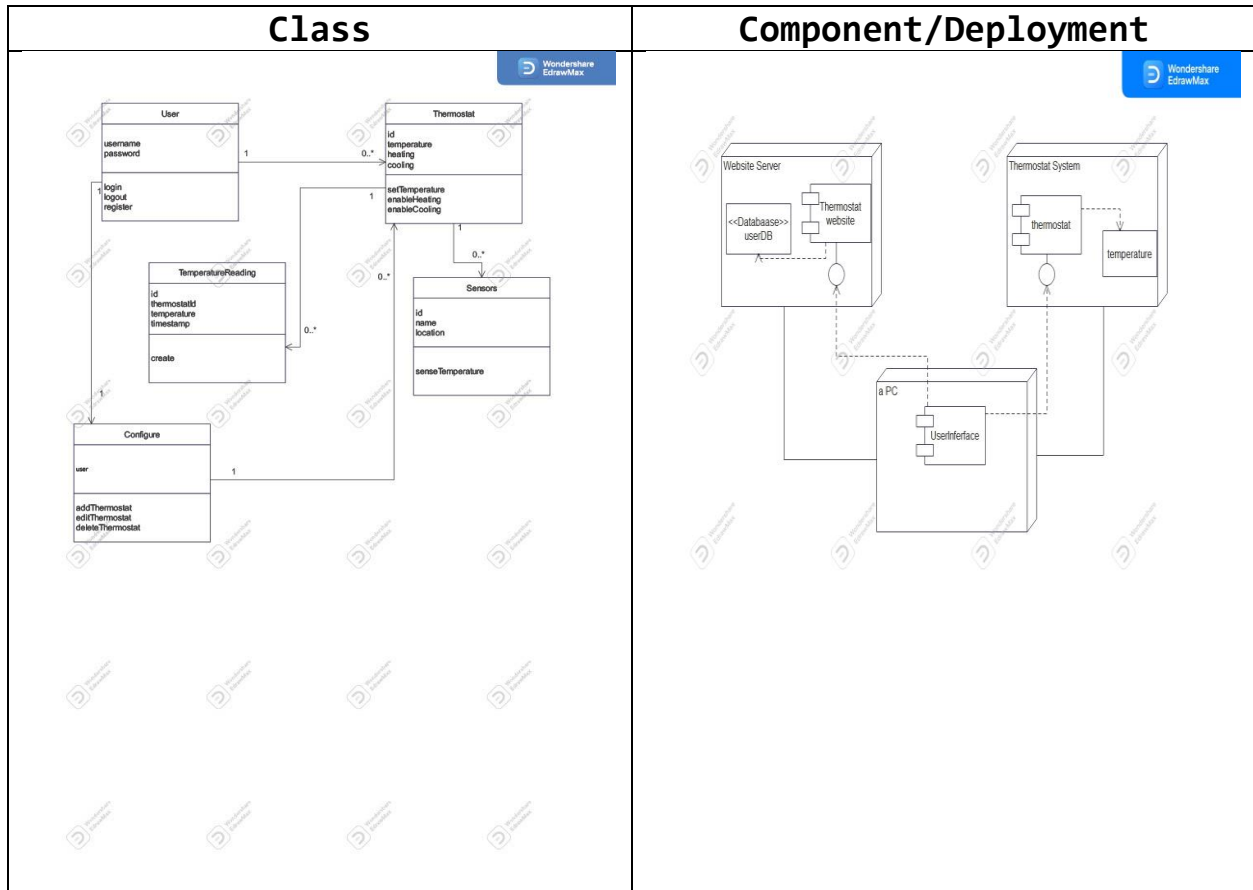 Class
Component/Deployment
Wondershare
EdrawMax
User
username
password
login
logout
register
1
0..*
1
Thermostat
id
temperature
heating
cooling
setTemperature
enableHeating
enableCooling
1
0..*
1
0..*
TemperatureReading
id
thermostatId
temperature
timestamp
create
Sensors
id
name
location
senseTemperature
1
0..*
1
Configure
user
addThermostat
editThermostat
deleteThermostat
Wondershare
EdrawMax
Website Server
<<Databaase>>
userDB
Thermostat
website
Thermostat System
thermostat
temperature
a PC
UserInferface